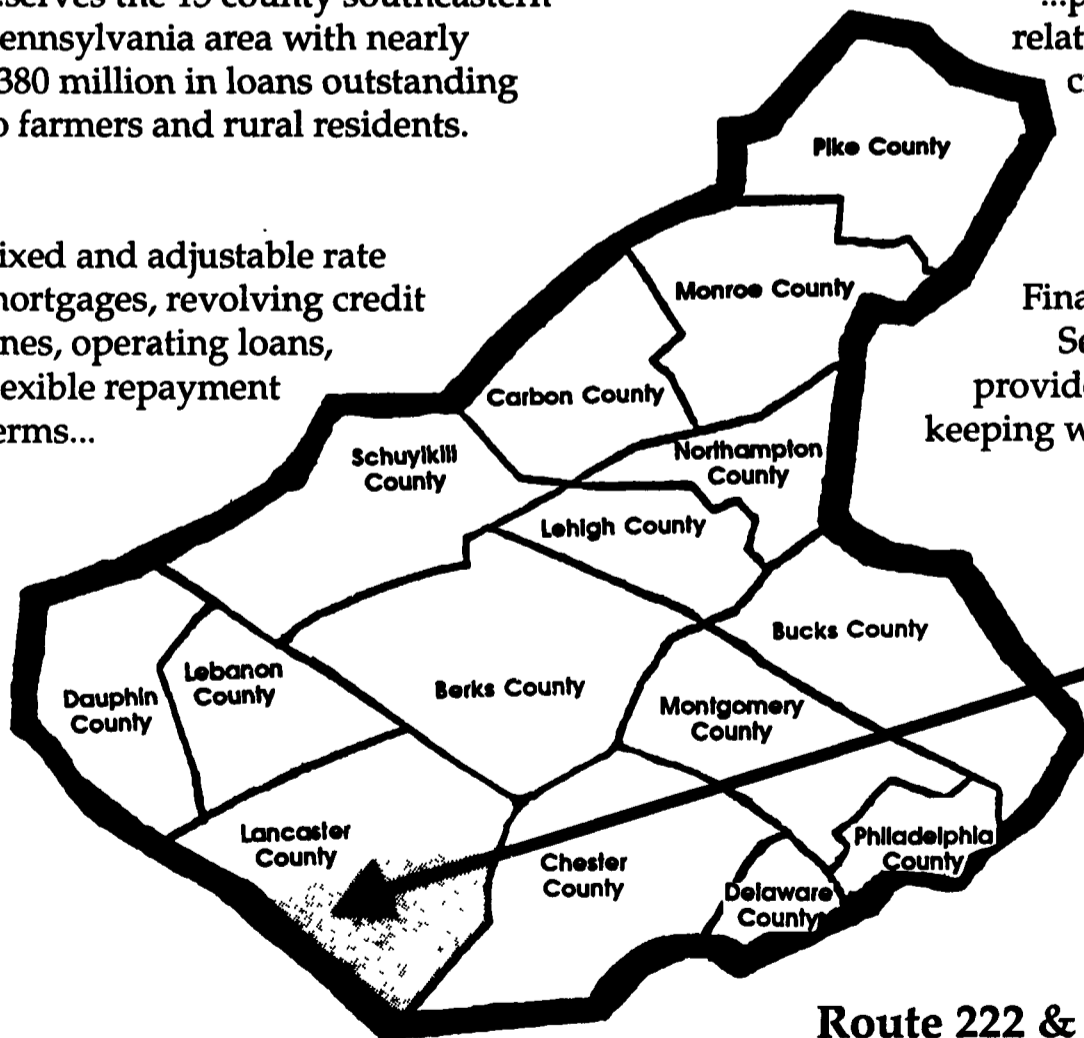 serves the 15 county southeastern
ennsylvania area with nearly
380 million in loans outstanding
o farmers and rural residents.
ixed and adjustable rate
nortgages, revolving credit
nes, operating loans,
exible repayment
erms...
...p
relat
c
Fina
Se
provid
keeping w
Pike County
Monroe County
Carbon County
Northampton
County
Schuylkill
County
Lehigh County
Bucks County
Lebanon
County
Dauphin
County
Berks County
Montgomery
County
Lancaster
County
Chester
County
Philadelphia
County
Delaware
County
Route 222 &